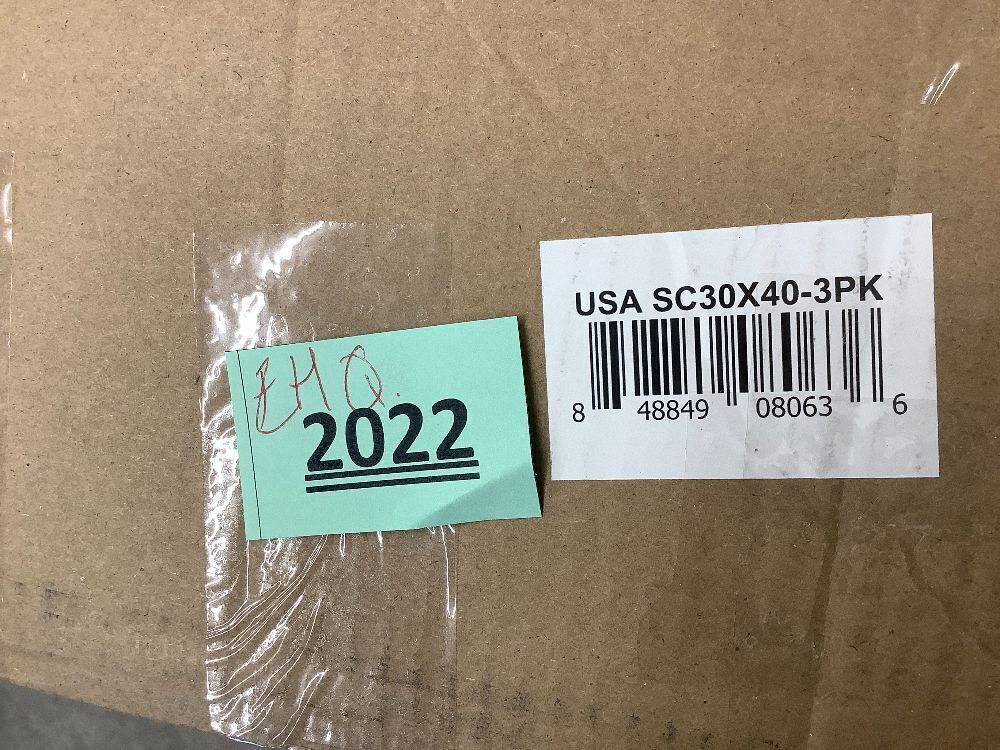 EHQ.
2022
USA SC30X40-3PK
8 48849 08063 6